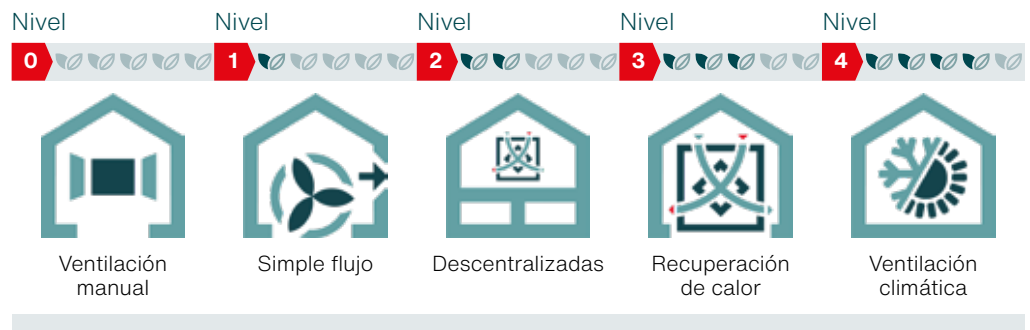 Nivel
0
Ventilación
manual
Nivel
1
Simple flujo
Nivel
2
Descentralizadas
Nivel
3
Recuperación
de calor
Nivel
4
Ventilación
climática